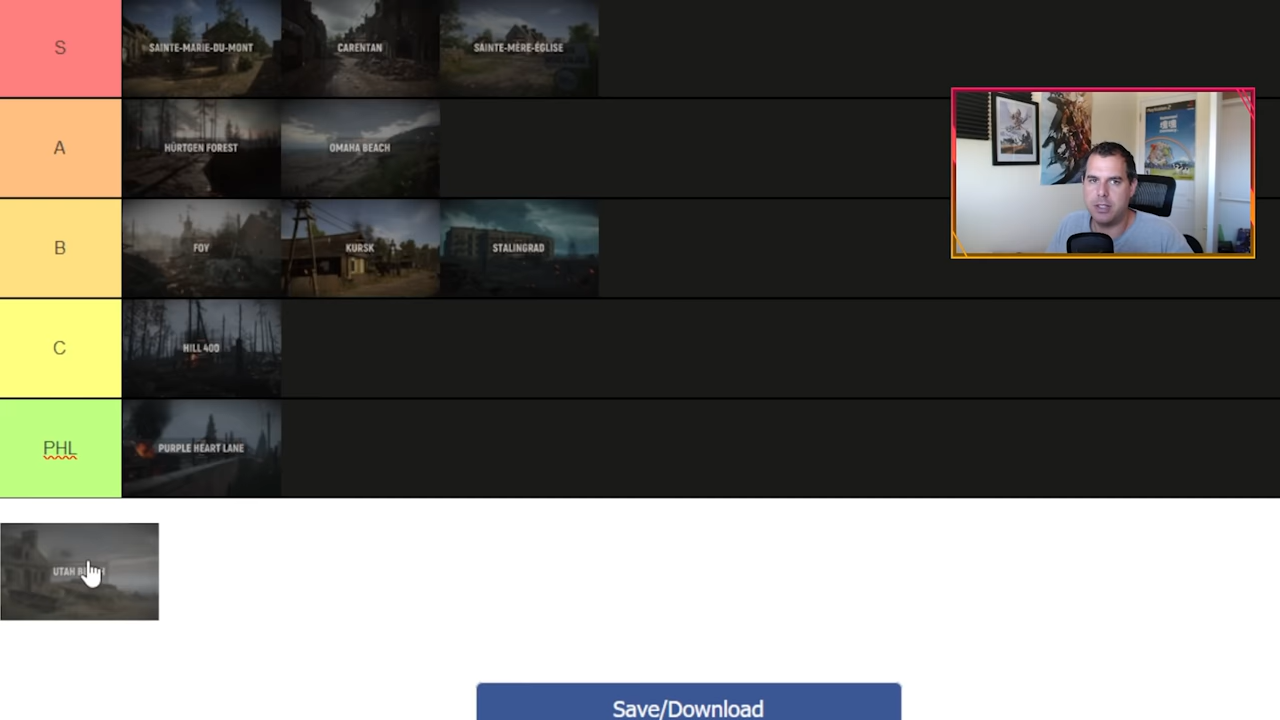 S
SAINTE-MARIE-DU-MONT
CARENTAN
SAINTE-MÈRE-ÉGLISE
A
HÜRTGEN FOREST
OMAHA BEACH
B
FOY
KURSK
STALINGRAD
C
HILL 400
PHL
PURPLE HEART LANE
UTAH
Save/Download